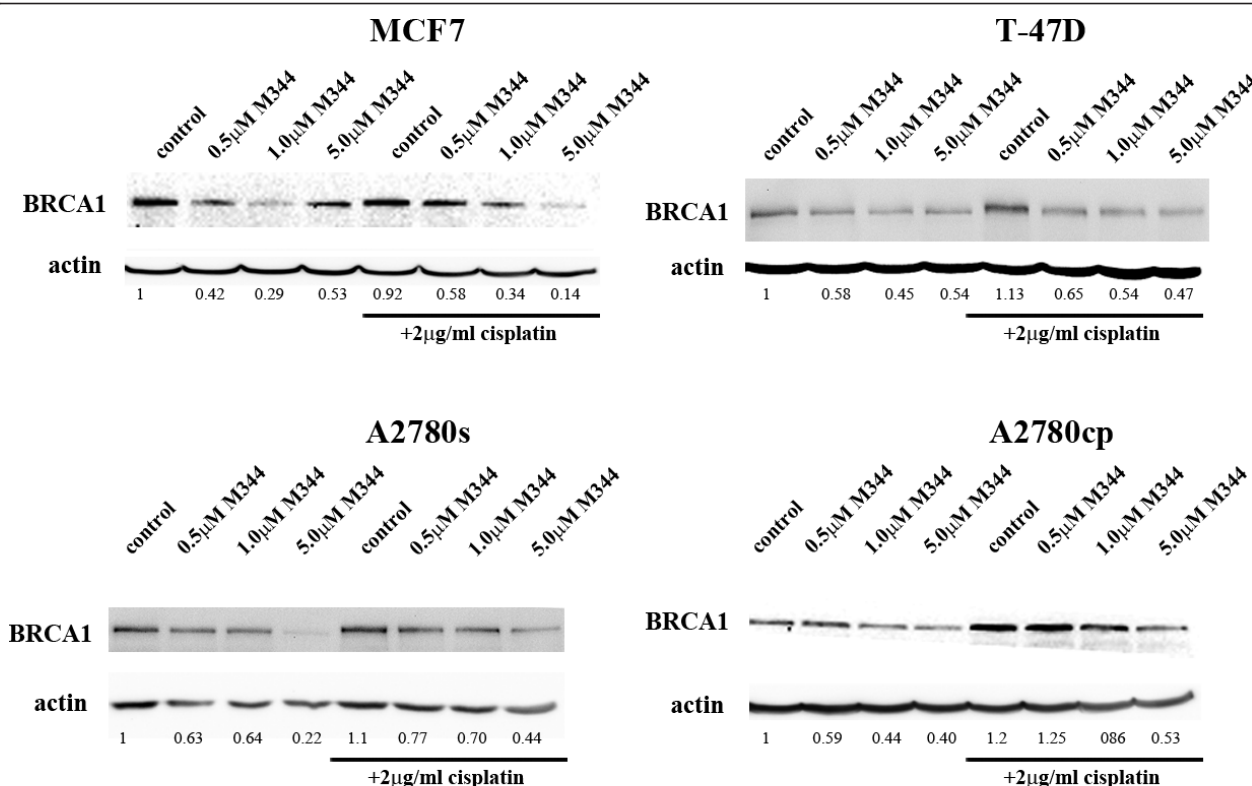 MCF7
control 0.5µM M344 1.0µM M344 5.0µM M344 control 0.5µM M344 1.0µM M344 5.0µM M344
BRCA1
actin
1 0.42 0.29 0.53 0.92 0.58 0.34 0.14
+2µg/ml cisplatin
T-47D
control 0.5µM M344 1.0µM M344 5.0µM M344 control 0.5µM M344 1.0µM M344 5.0µM M344
BRCA1
actin
1 0.58 0.45 0.54 1.13 0.65 0.54 0.47
+2µg/ml cisplatin
A2780s
control 0.5µM M344 1.0µM M344 5.0µM M344 control 0.5µM M344 1.0µM M344 5.0µM M344
BRCA1
actin
1 0.63 0.64 0.22 1.1 0.77 0.70 0.44
+2µg/ml cisplatin
A2780cp
control 0.5µM M344 1.0µM M344 5.0µM M344 control 0.5µM M344 1.0µM M344 5.0µM M344
BRCA1
actin
1 0.59 0.44 0.40 1.2 1.25 086 0.53
+2µg/ml cisplatin